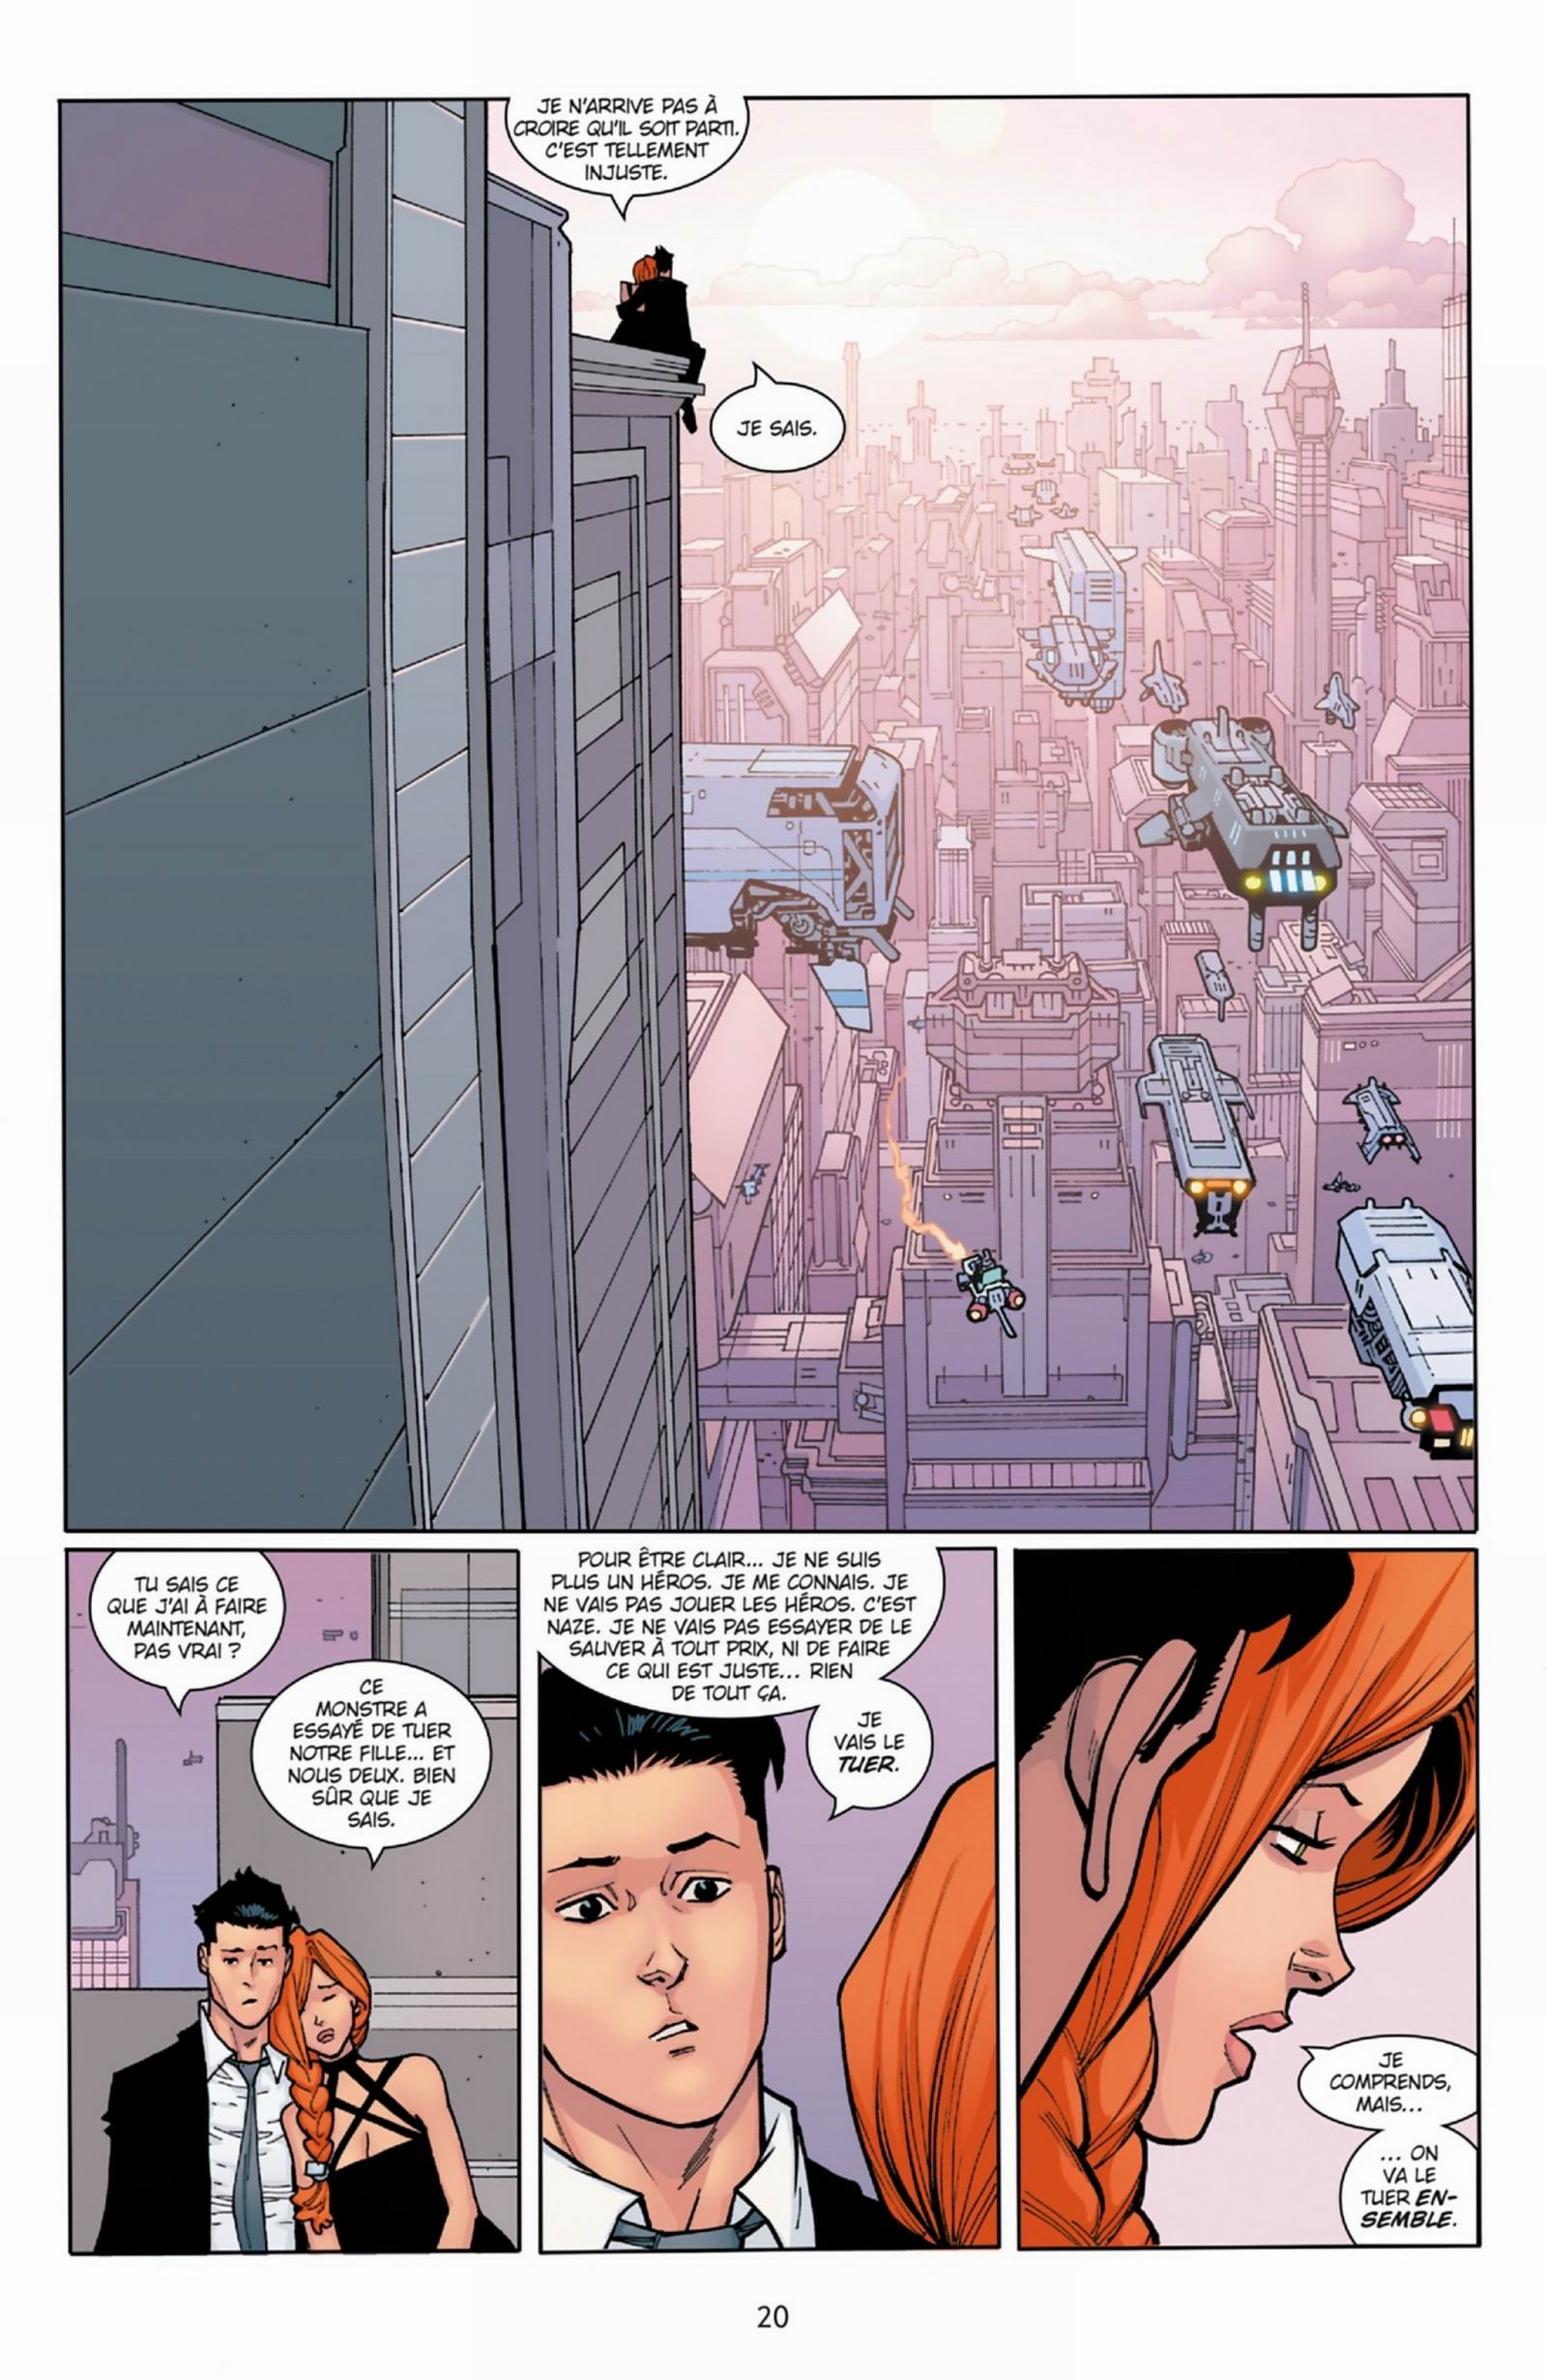 JE N'ARRIVE PAS À
CROIRE QU'IL SOIT PARTI.
C'EST TELLEMENT
INJUSTE.
JE SAIS.
TU SAIS CE
QUE J'AI À FAIRE
MAINTENANT,
PAS VRAI ?
CE
MONSTRE A
ESSAYÉ DE TUER
NOTRE FILLE... ET
NOUS DEUX. BIEN
SÛR QUE JE
SAIS.
POUR ÊTRE CLAIR... JE NE SUIS
PLUS UN HÉROS. JE ME CONNAIS. JE
NE VAIS PAS JOUER LES HÉROS. C'EST
NAZE. JE NE VAIS PAS ESSAYER DE LE
SAUVER À TOUT PRIX, NI DE FAIRE
CE QUI EST JUSTE... RIEN
DE TOUT ÇA.
JE
VAIS LE
TUER.
JE
COMPRENDS,
MAIS...
... ON
VA LE
TUER EN-
SEMBLE.
20